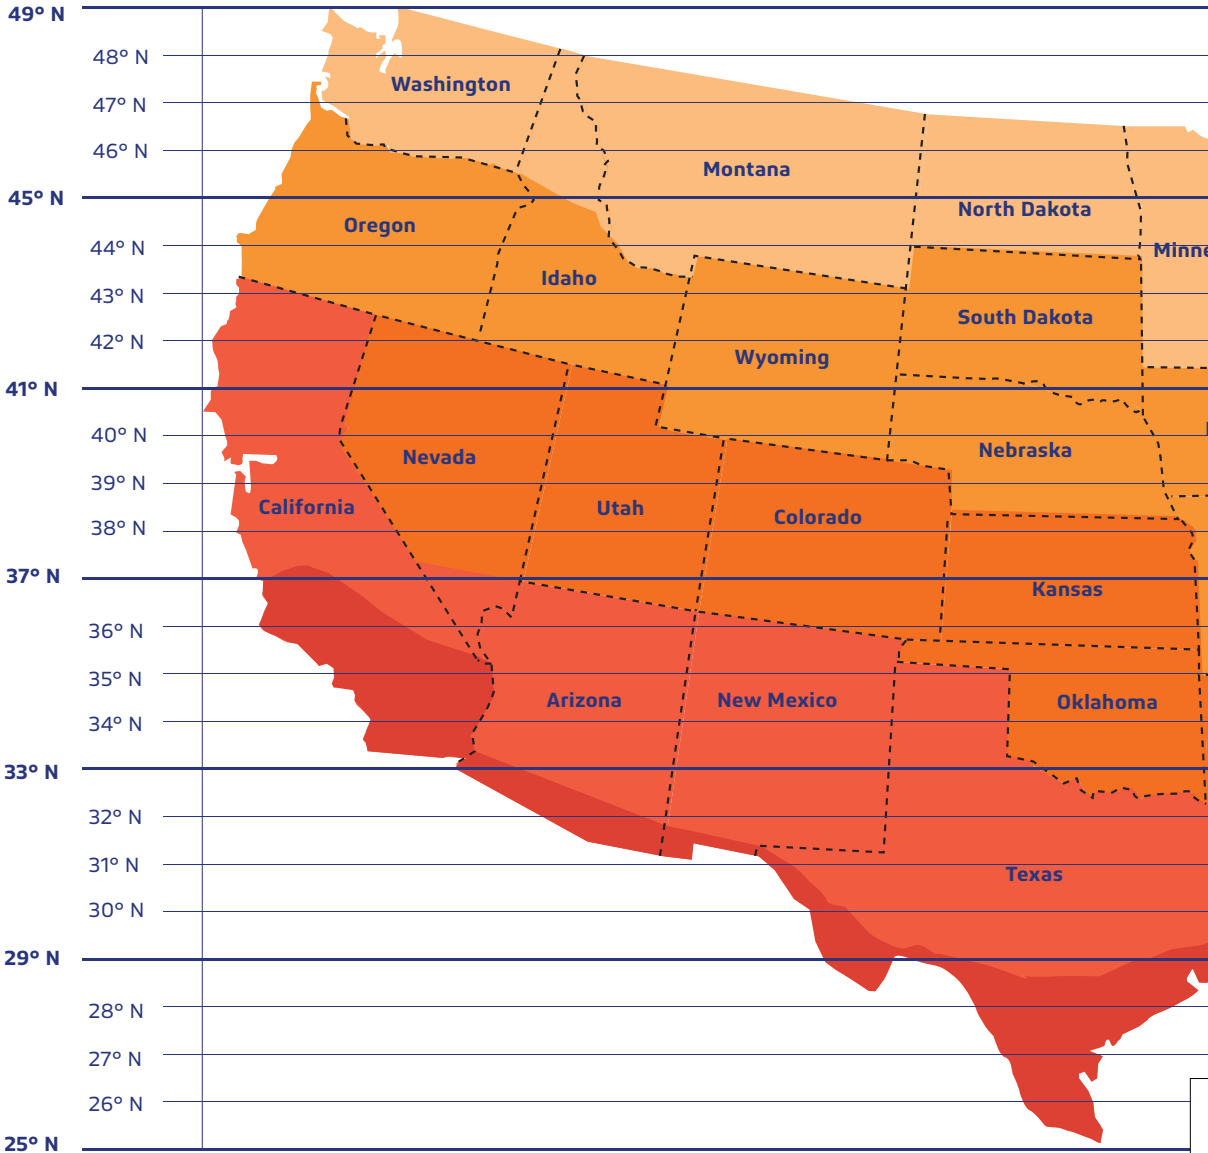 49° N
48° N
Washington
47° N
46° N
Montana
45° N
North Dakota
Oregon
44° N
Minne
Idaho
43° N
South Dakota
42° N
Wyoming
41° N
40° N
Nevada
Nebraska
39° N
California
Utah
Colorado
38° N
37° N
Kansas
36° N
35° N
Arizona
New Mexico
Oklahoma
34° N
33° N
32° N
31° N
Texas
30° N
29° N
28° N
27° N
26° N
25° N